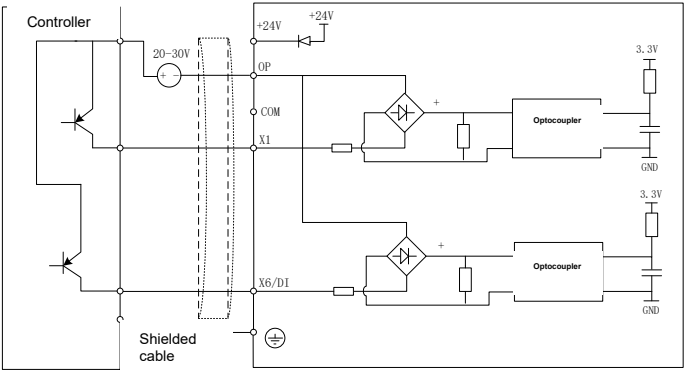 Controller
+24V
+24V
20-30V
+ −
OP
COM
X1
+
Optocoupler
3.3V
GND
X6/DI
+
Optocoupler
3.3V
GND
Shielded
cable